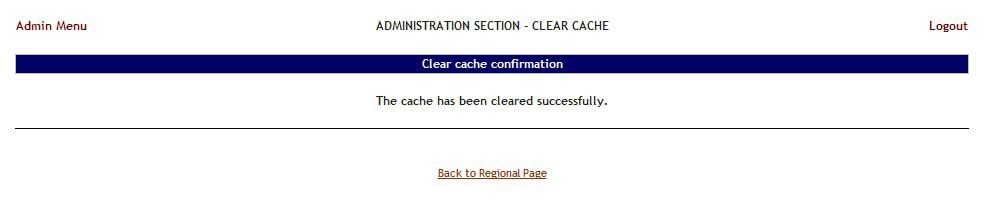 Admin Menu ADMINISTRATION SECTION - CLEAR CACHE Logout
Clear cache confirmation
The cache has been cleared successfully.
Back to Regional Page